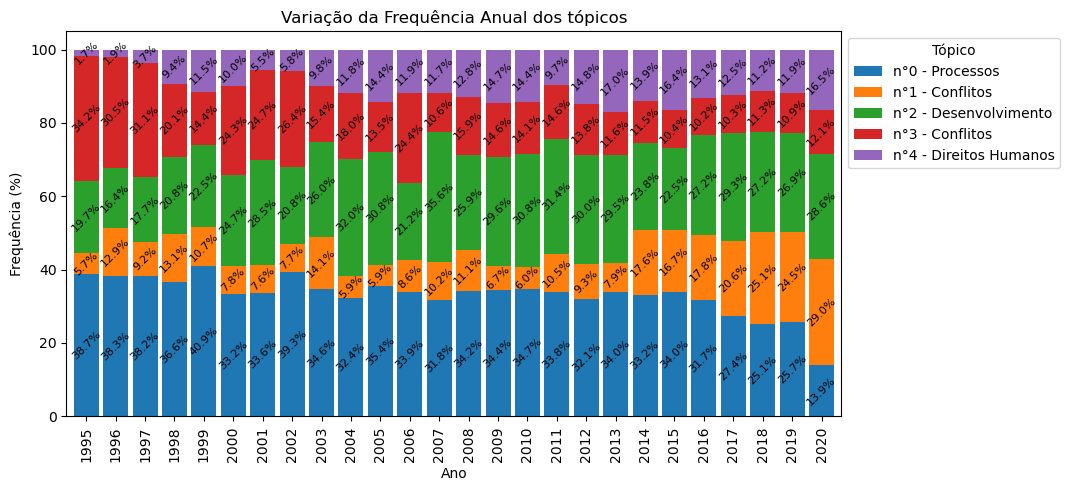 Variação da Frequência Anual dos tópicos
Frequência (%)
100
80
60
40
20
0
1.7% 1.9% 3.7% 9.4% 11.5% 10.0% 5.5% 5.8% 9.8% 11.8% 14.4% 11.9% 11.7% 12.8% 14.7% 14.4% 9.7% 14.8% 17.0% 13.9% 16.4% 13.1% 12.5% 11.2% 11.9% 16.5%
34.2% 30.5% 31.1% 20.1% 14.4% 24.3% 24.7% 26.4% 15.4% 18.0% 13.5% 24.4% 10.6% 15.9% 14.6% 14.1% 14.6% 13.8% 11.6% 11.5% 10.4% 10.2% 10.3% 11.3% 10.9% 12.1%
19.7% 16.4% 17.7% 20.8% 22.5% 24.7% 28.5% 20.8% 26.0% 32.0% 30.8% 21.2% 35.6% 25.9% 29.6% 30.8% 31.4% 30.0% 29.5% 23.8% 22.5% 27.2% 29.3% 27.2% 26.9% 28.6%
5.7% 12.9% 9.2% 13.1% 10.7% 7.8% 7.6% 7.7% 14.1% 5.9% 5.9% 8.6% 10.2% 11.1% 6.7% 6.0% 10.5% 9.3% 7.9% 17.6% 16.7% 17.8% 20.6% 25.1% 24.5% 29.0%
38.7% 38.3% 38.2% 36.6% 40.9% 33.2% 33.6% 39.3% 34.6% 32.4% 35.4% 33.9% 31.8% 34.2% 34.4% 34.7% 33.8% 32.1% 34.0% 33.2% 34.0% 31.7% 27.4% 25.1% 25.7% 13.9%
1995 1996 1997 1998 1999 2000 2001 2002 2003 2004 2005 2006 2007 2008 2009 2010 2011 2012 2013 2014 2015 2016 2017 2018 2019 2020
Ano
Tópico
n°0 - Processos
n°1 - Conflitos
n°2 - Desenvolvimento
n°3 - Conflitos
n°4 - Direitos Humanos